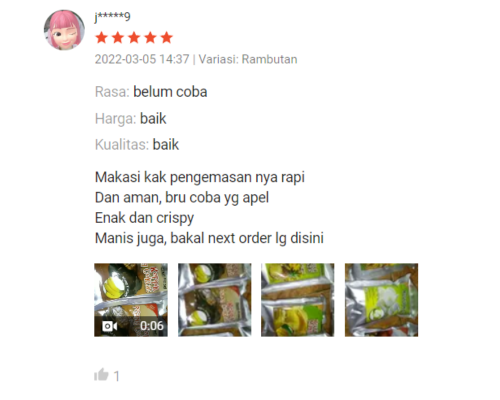 j*****9
2022-03-05 14:37 | Variasi: Rambutan
Rasa: belum coba
Harga: baik
Kualitas: baik
Makasi kak pengemasan nya rapi
Dan aman, bru coba yg apel
Enak dan crispy
Manis juga, bakal next order lg disini
0:06
1